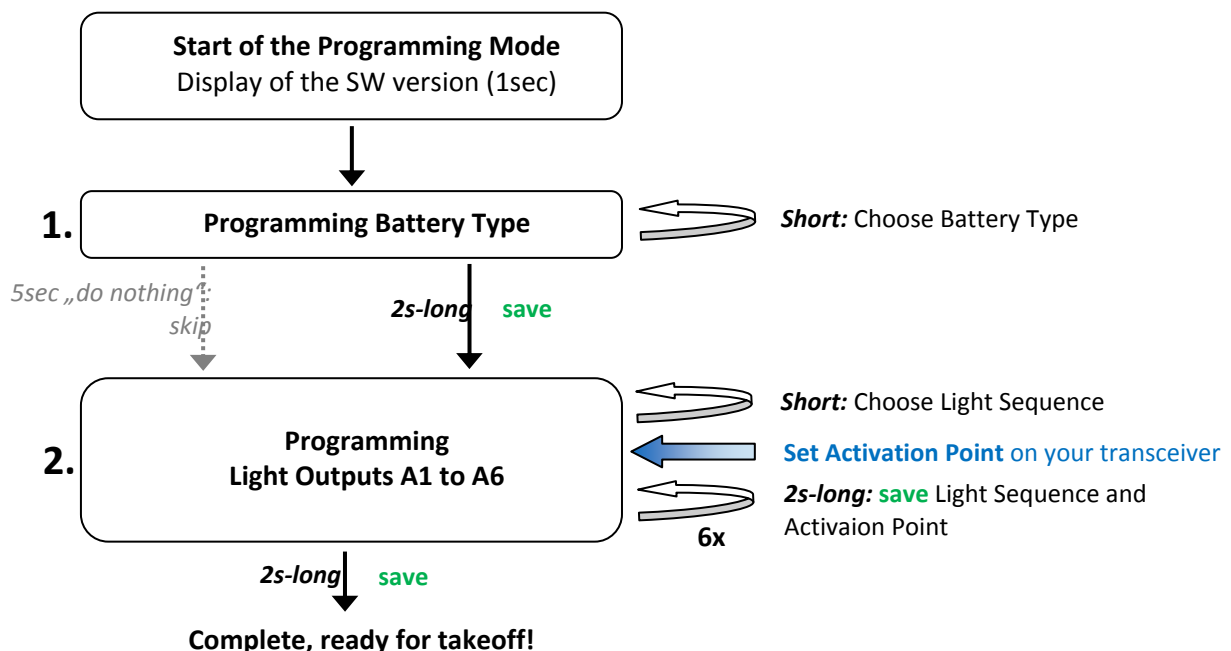 Start of the Programming Mode
Display of the SW version (1sec)
1.
Programming Battery Type
Short: Choose Battery Type
5sec „do nothing“:
skip
2s-long save
2.
Programming
Light Outputs A1 to A6
Short: Choose Light Sequence
Set Activation Point on your transceiver
2s-long: save Light Sequence and
Activaion Point
6x
2s-long save
Complete, ready for takeoff!